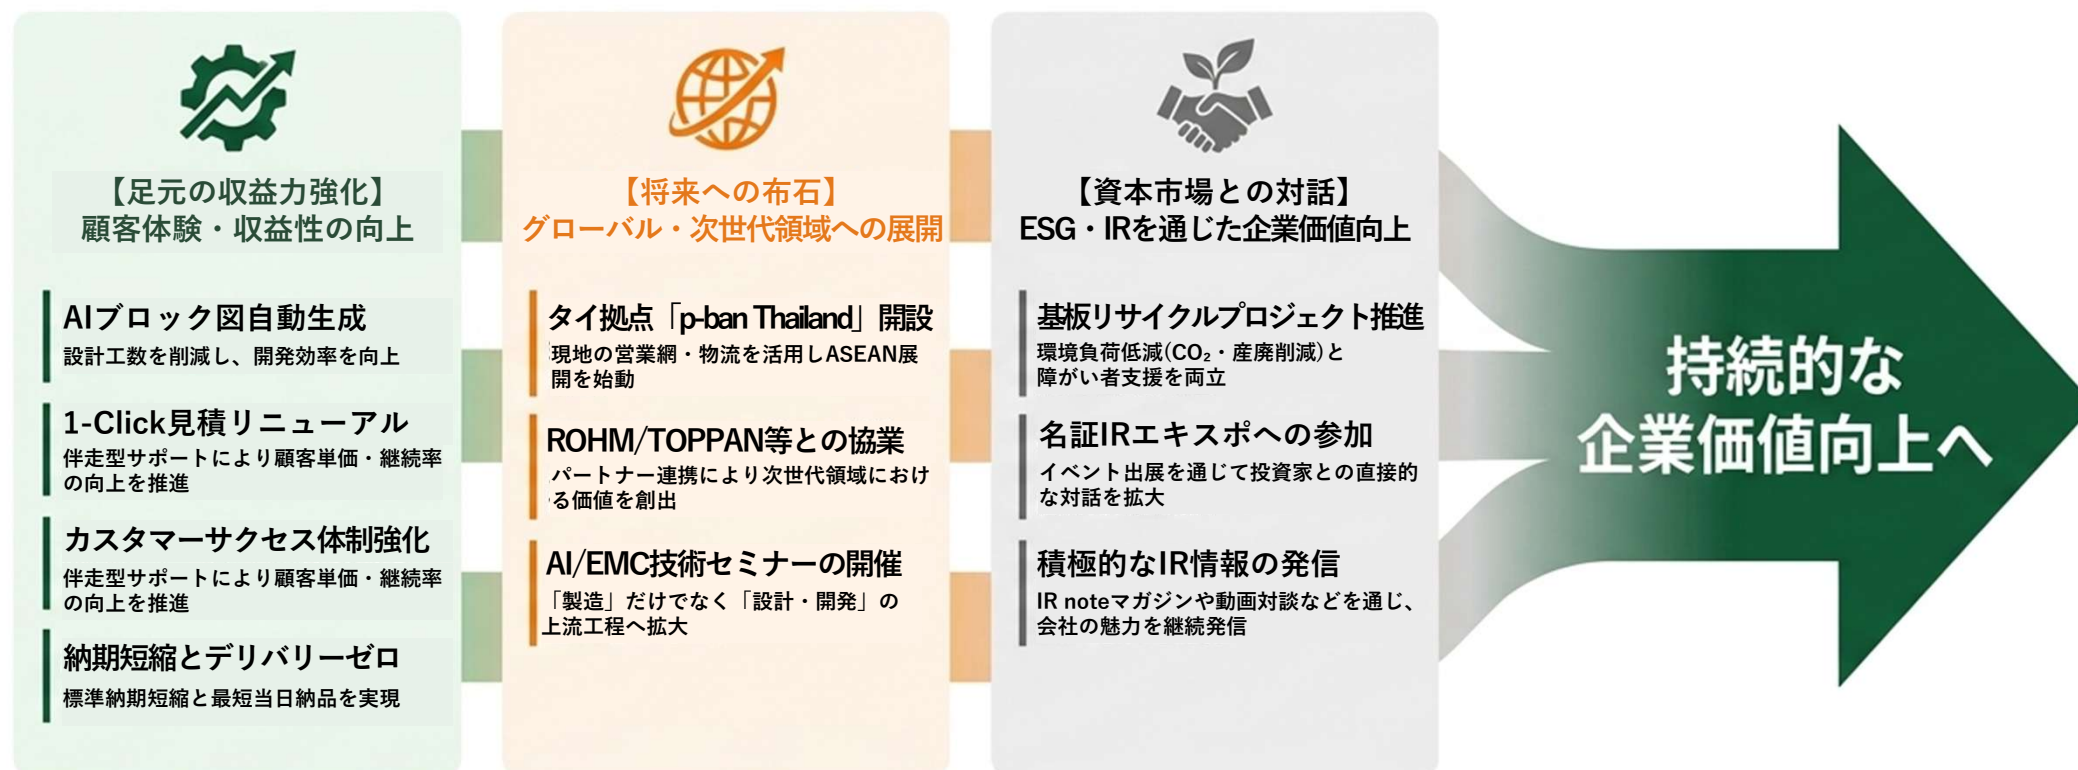 【足元の収益力強化】
顧客体験・収益性の向上
AIブロック図自動生成
設計工数を削減し、開発効率を向上
1-Click見積リニューアル
伴走型サポートにより顧客単価・継続率
の向上を推進
カスタマーサクセス体制強化
伴走型サポートにより顧客単価・継続率
の向上を推進
納期短縮とデリバリーゼロ
標準納期短縮と最短当日納品を実現
【将来への布石】
グローバル・次世代領域への展開
タイ拠点「p-ban Thailand」開設
現地の営業網・物流を活用しASEAN展
開を始動
ROHM/TOPPAN等との協業
パートナー連携により次世代領域におけ
る価値を創出
AI/EMC技術セミナーの開催
「製造」だけでなく「設計・開発」の
上流工程へ拡大
【資本市場との対話】
ESG・IRを通じた企業価値向上
基板リサイクルプロジェクト推進
環境負荷低減(CO₂・産廃削減)と
障がい者支援を両立
名証IRエキスポへの参加
イベント出展を通じて投資家との直接的
な対話を拡大
積極的なIR情報の発信
IR noteマガジンや動画対談などを通じ、
会社の魅力を継続発信
持続的な
企業価値向上へ